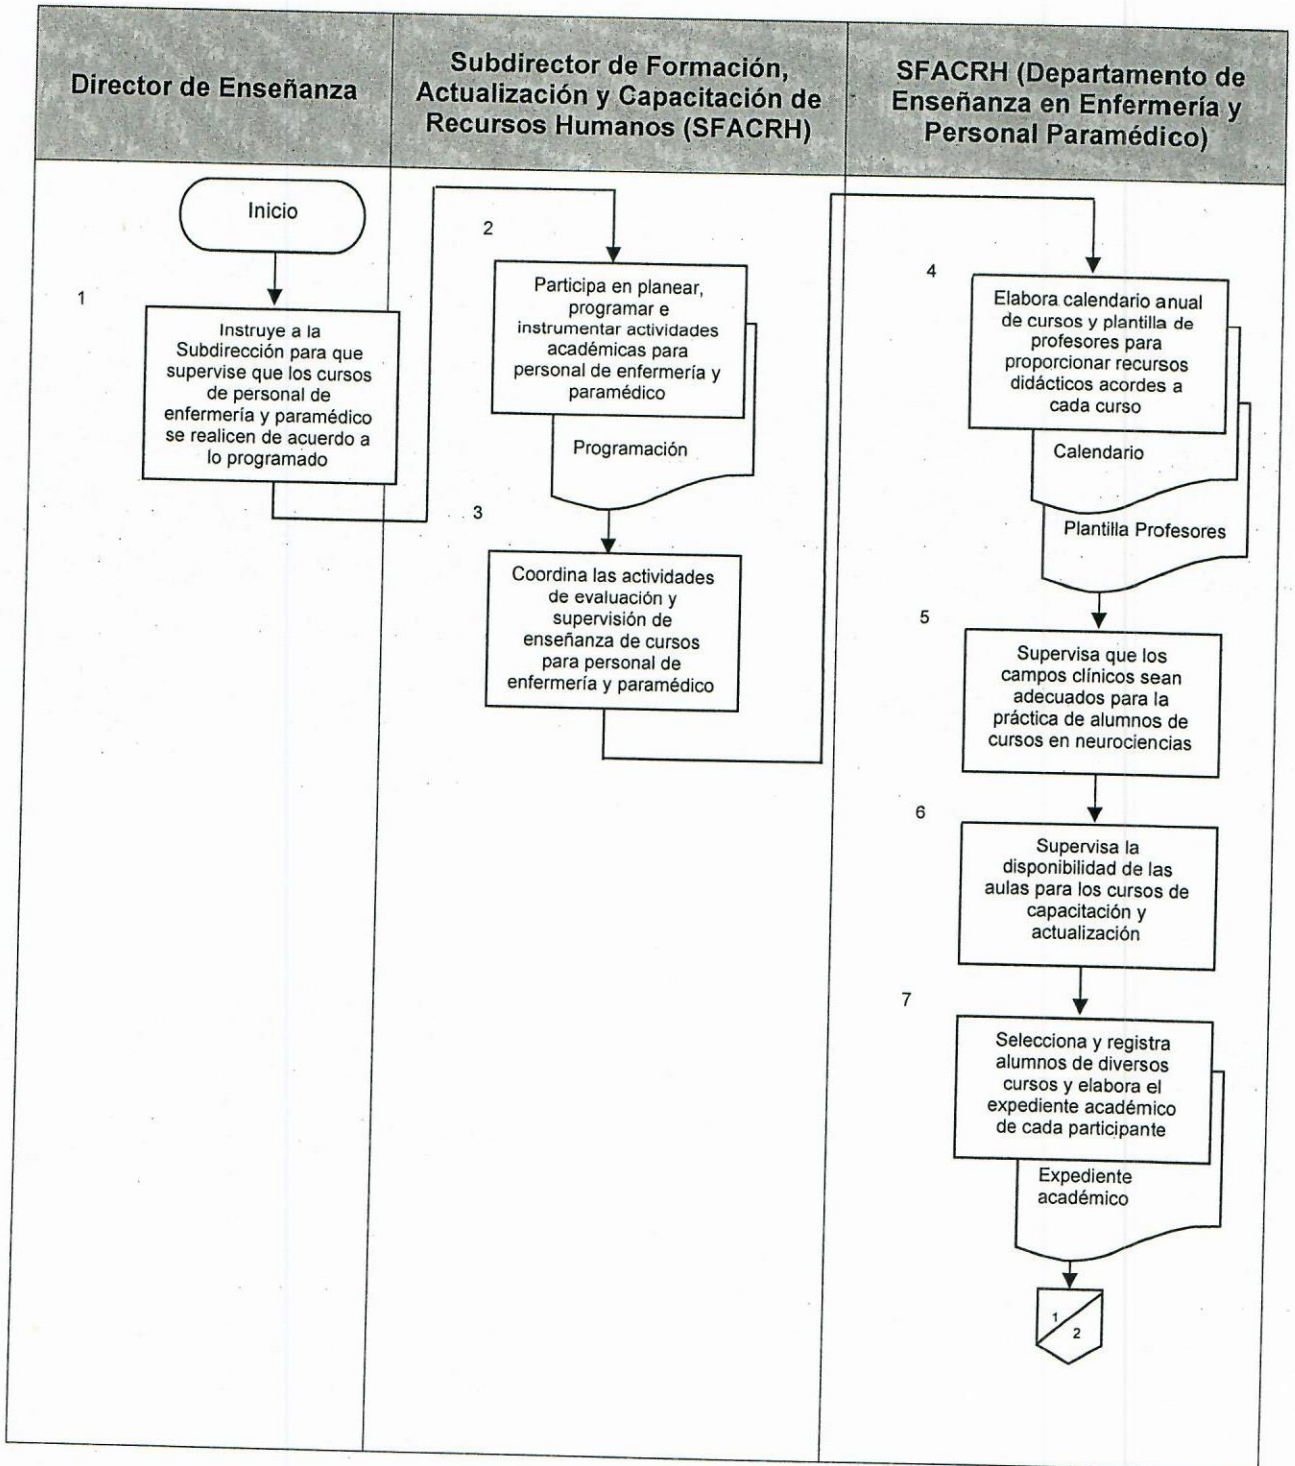 Director de Enseñanza
Subdirector de Formación,
Actualización y Capacitación de
Recursos Humanos (SFACRH)
SFACRH (Departamento de
Enseñanza en Enfermería y
Personal Paramédico)
Inicio
1
Instruye a la
Subdirección para que
supervise que los cursos
de personal de
enfermería y paramédico
se realicen de acuerdo a
lo programado
2
Participa en planear,
programar e
instrumentar actividades
académicas para
personal de enfermería y
paramédico
Programación
3
Coordina las actividades
de evaluación y
supervisión de
enseñanza de cursos
para personal de
enfermería y paramédico
4
Elabora calendario anual
de cursos y plantilla de
profesores para
proporcionar recursos
didácticos acordes a
cada curso
Calendario
Plantilla Profesores
5
Supervisa que los
campos clínicos sean
adecuados para la
práctica de alumnos de
cursos en neurociencias
6
Supervisa la
disponibilidad de las
aulas para los cursos de
capacitación y
actualización
7
Selecciona y registra
alumnos de diversos
cursos y elabora el
expediente académico
de cada participante
Expediente
académico
1
2